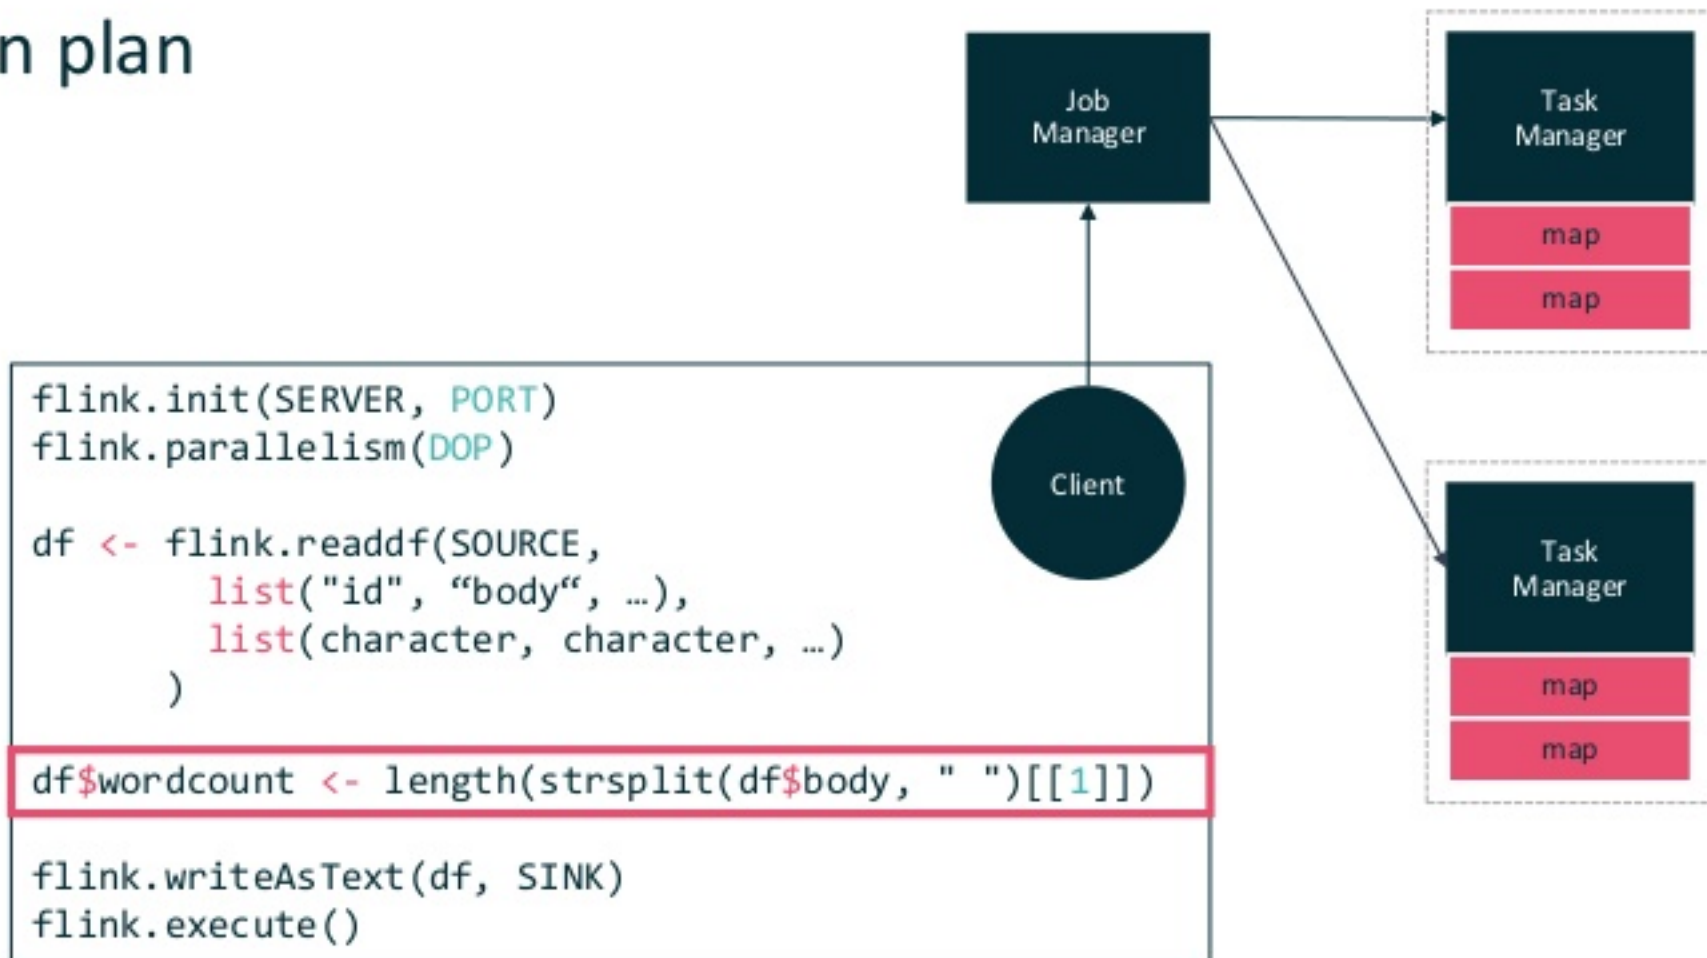 n plan
Job
Manager
Task
Manager
map
map
Client
Task
Manager
map
map
flink.init(SERVER, PORT)
flink.parallelism(DOP)
df <- flink.readdf(SOURCE,
list("id", “body“, …),
list(character, character, …)
)
df$wordcount <- length(strsplit(df$body, " ")[[1]])
flink.writeAsText(df, SINK)
flink.execute()